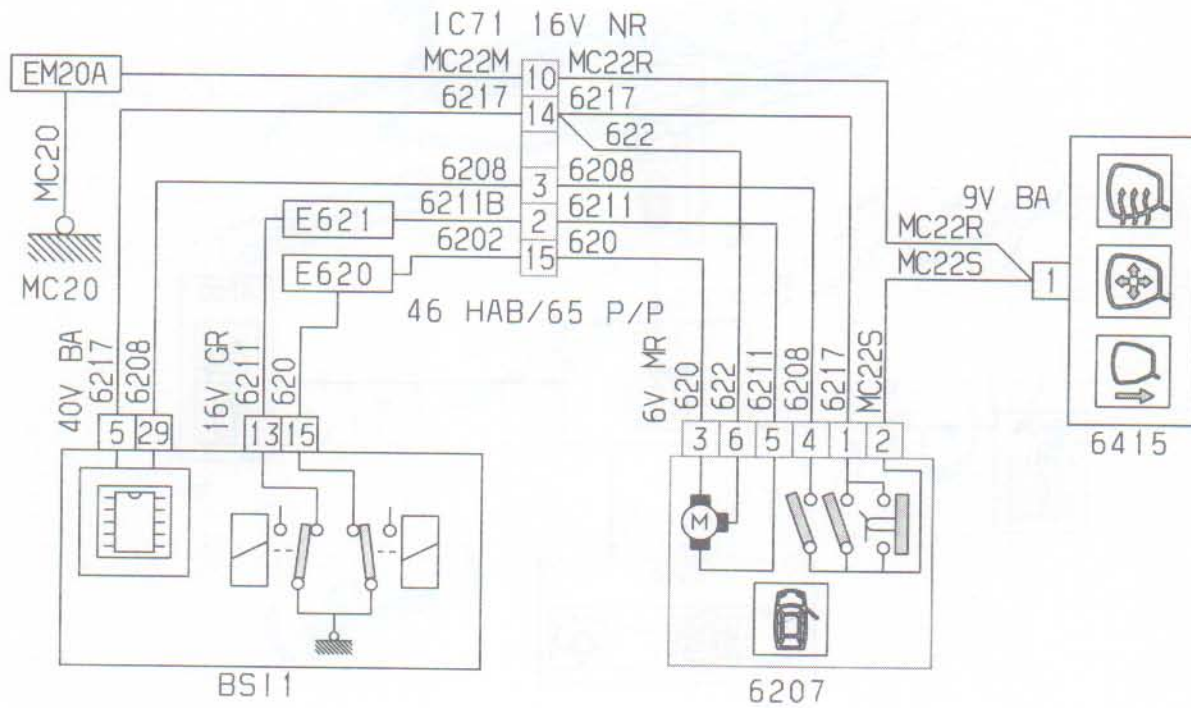 IC71 16V NR
EM20A
MC22M 10 MC22R
6217 14 6217
622
MC20
6208 3 6208
9V BA
E621 6211B 2 6211
MC22R
6202 15 620
E620
MC22S
1
MC20
46 HAB/65 P/P
40V BA 6217 6208
16V GR 6211 620
6V MR 620 622 6211 6208 6217 MC22S
5 29 13 15
3 6 5 4 1 2
6415
M
BSI1
6207